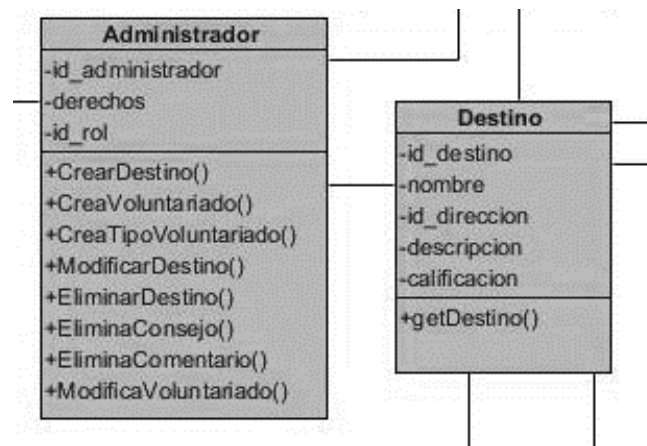 Administrador
-id_administrador
-derechos
-id_rol
+CrearDestino()
+CreaVoluntariado()
+CreaTipoVoluntariado()
+ModificarDestino()
+EliminarDestino()
+EliminaConsejo()
+EliminaComentario()
+ModificaVoluntariado()
Destino
-id_destino
-nombre
-id_direccion
-descripcion
-calificacion
+getDestino()